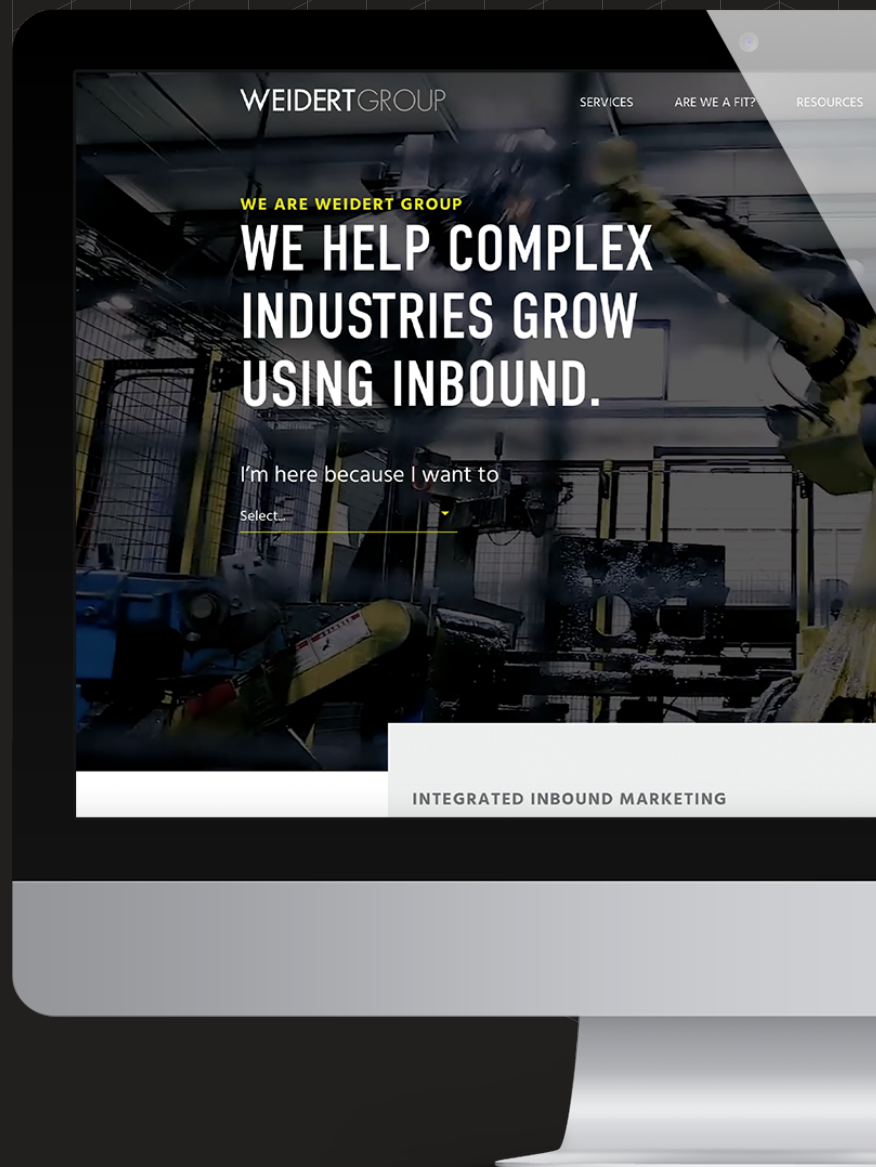 WEIDERTGROUP
SERVICES ARE WE A FIT? RESOURCES
WE ARE WEIDERT GROUP
WE HELP COMPLEX
INDUSTRIES GROW
USING INBOUND.
I'm here because I want to
Select...
INTEGRATED INBOUND MARKETING